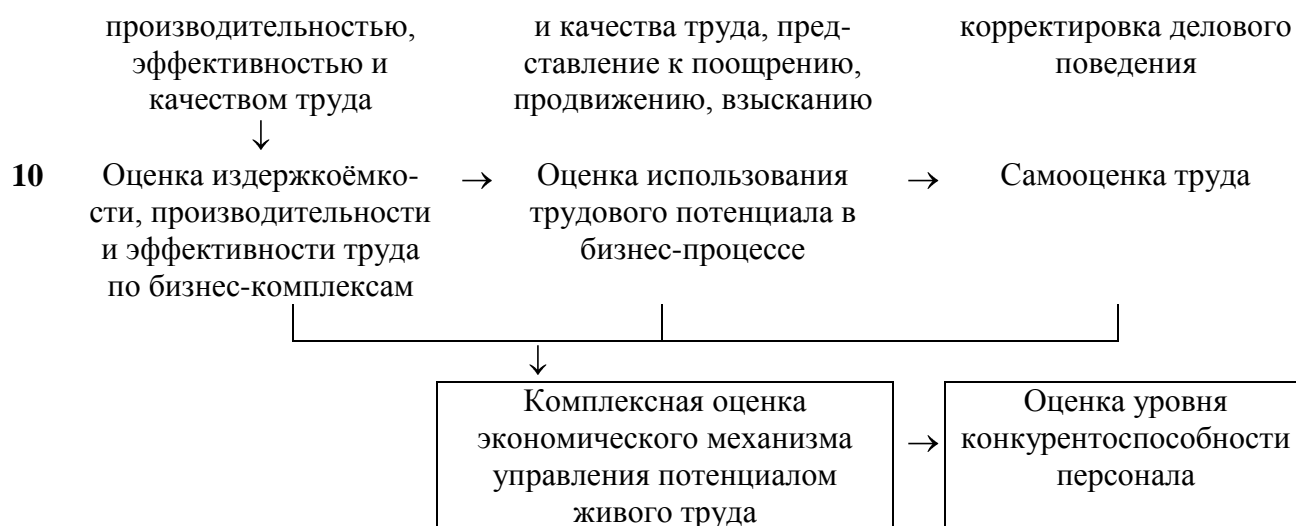 производительностью,
эффективностью и
качеством труда
и качества труда, пред-
ставление к поощрению,
продвижению, взысканию
корректировка делового
поведения
↓
10
Оценка издержкоёмко-
сти, производительности
и эффективности труда
по бизнес-комплексам
→
Оценка использования
трудового потенциала в
бизнес-процессе
→
Самооценка труда
↓
Комплексная оценка
экономического механизма
управления потенциалом
живого труда
→
Оценка уровня
конкурентоспособности
персонала